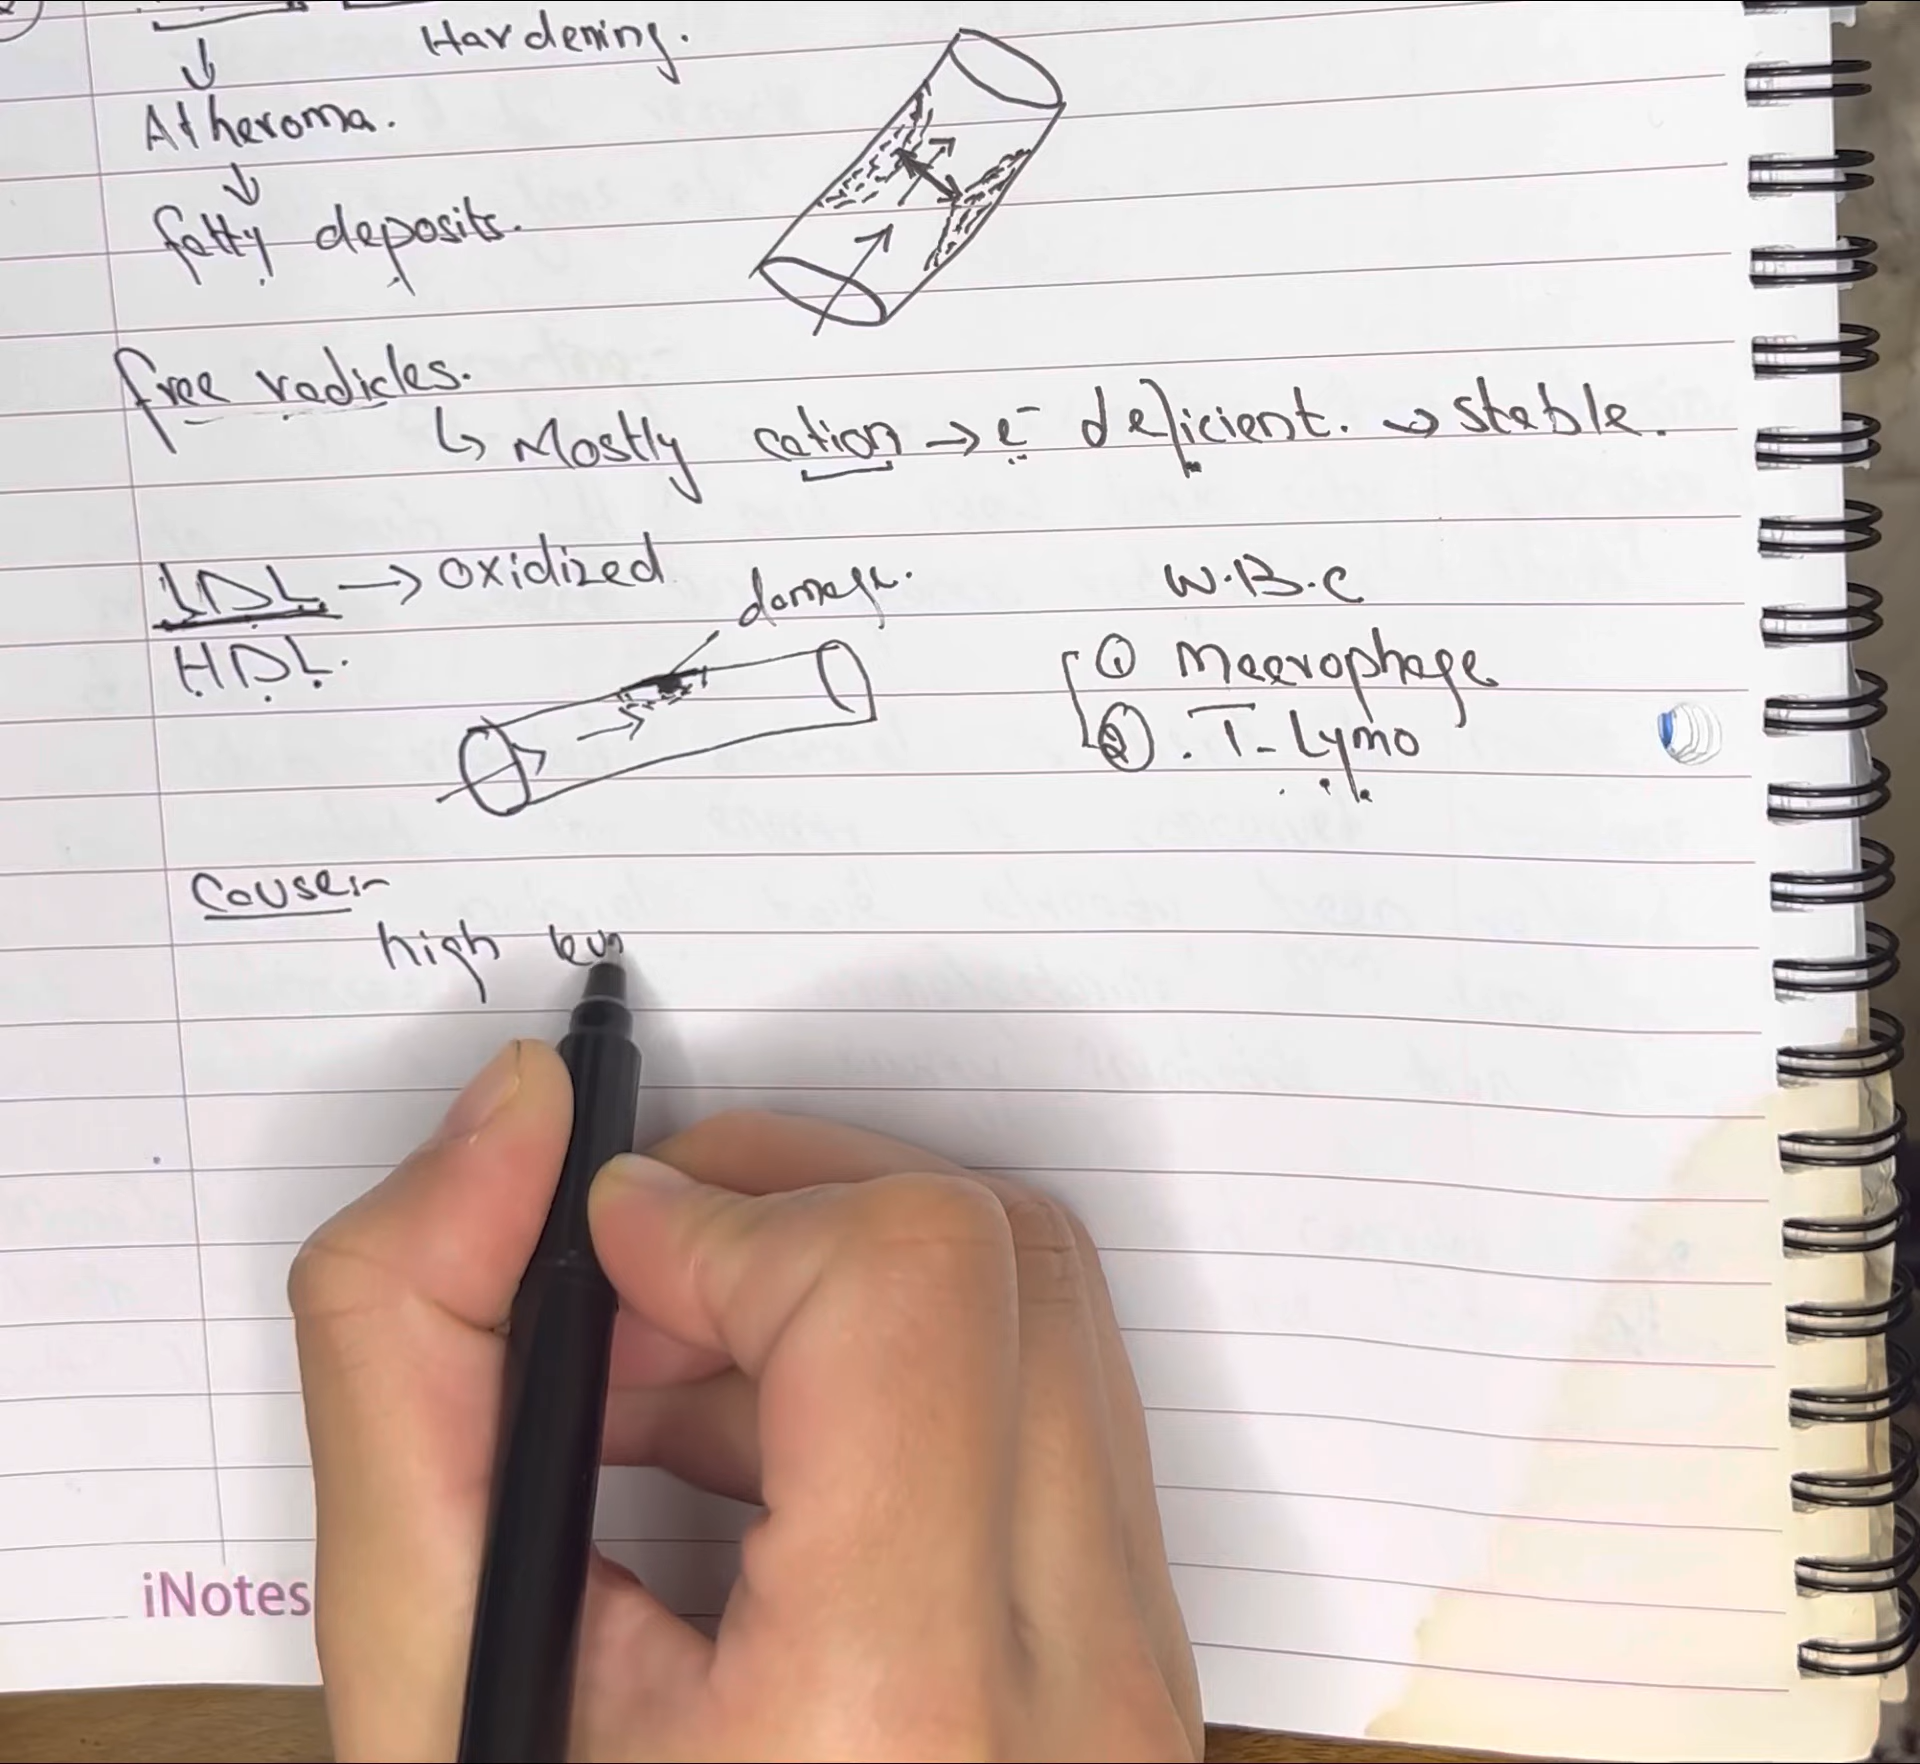 Hardening.
Atheroma.
fatty deposits.
free radicles.
↳ Mostly cation → e⁻ deficient. → stable.
LDL → oxidized
damage.
HDL.
W.B.C
① Macrophage
② . T- Lymo
Cause:-
high
iNotes